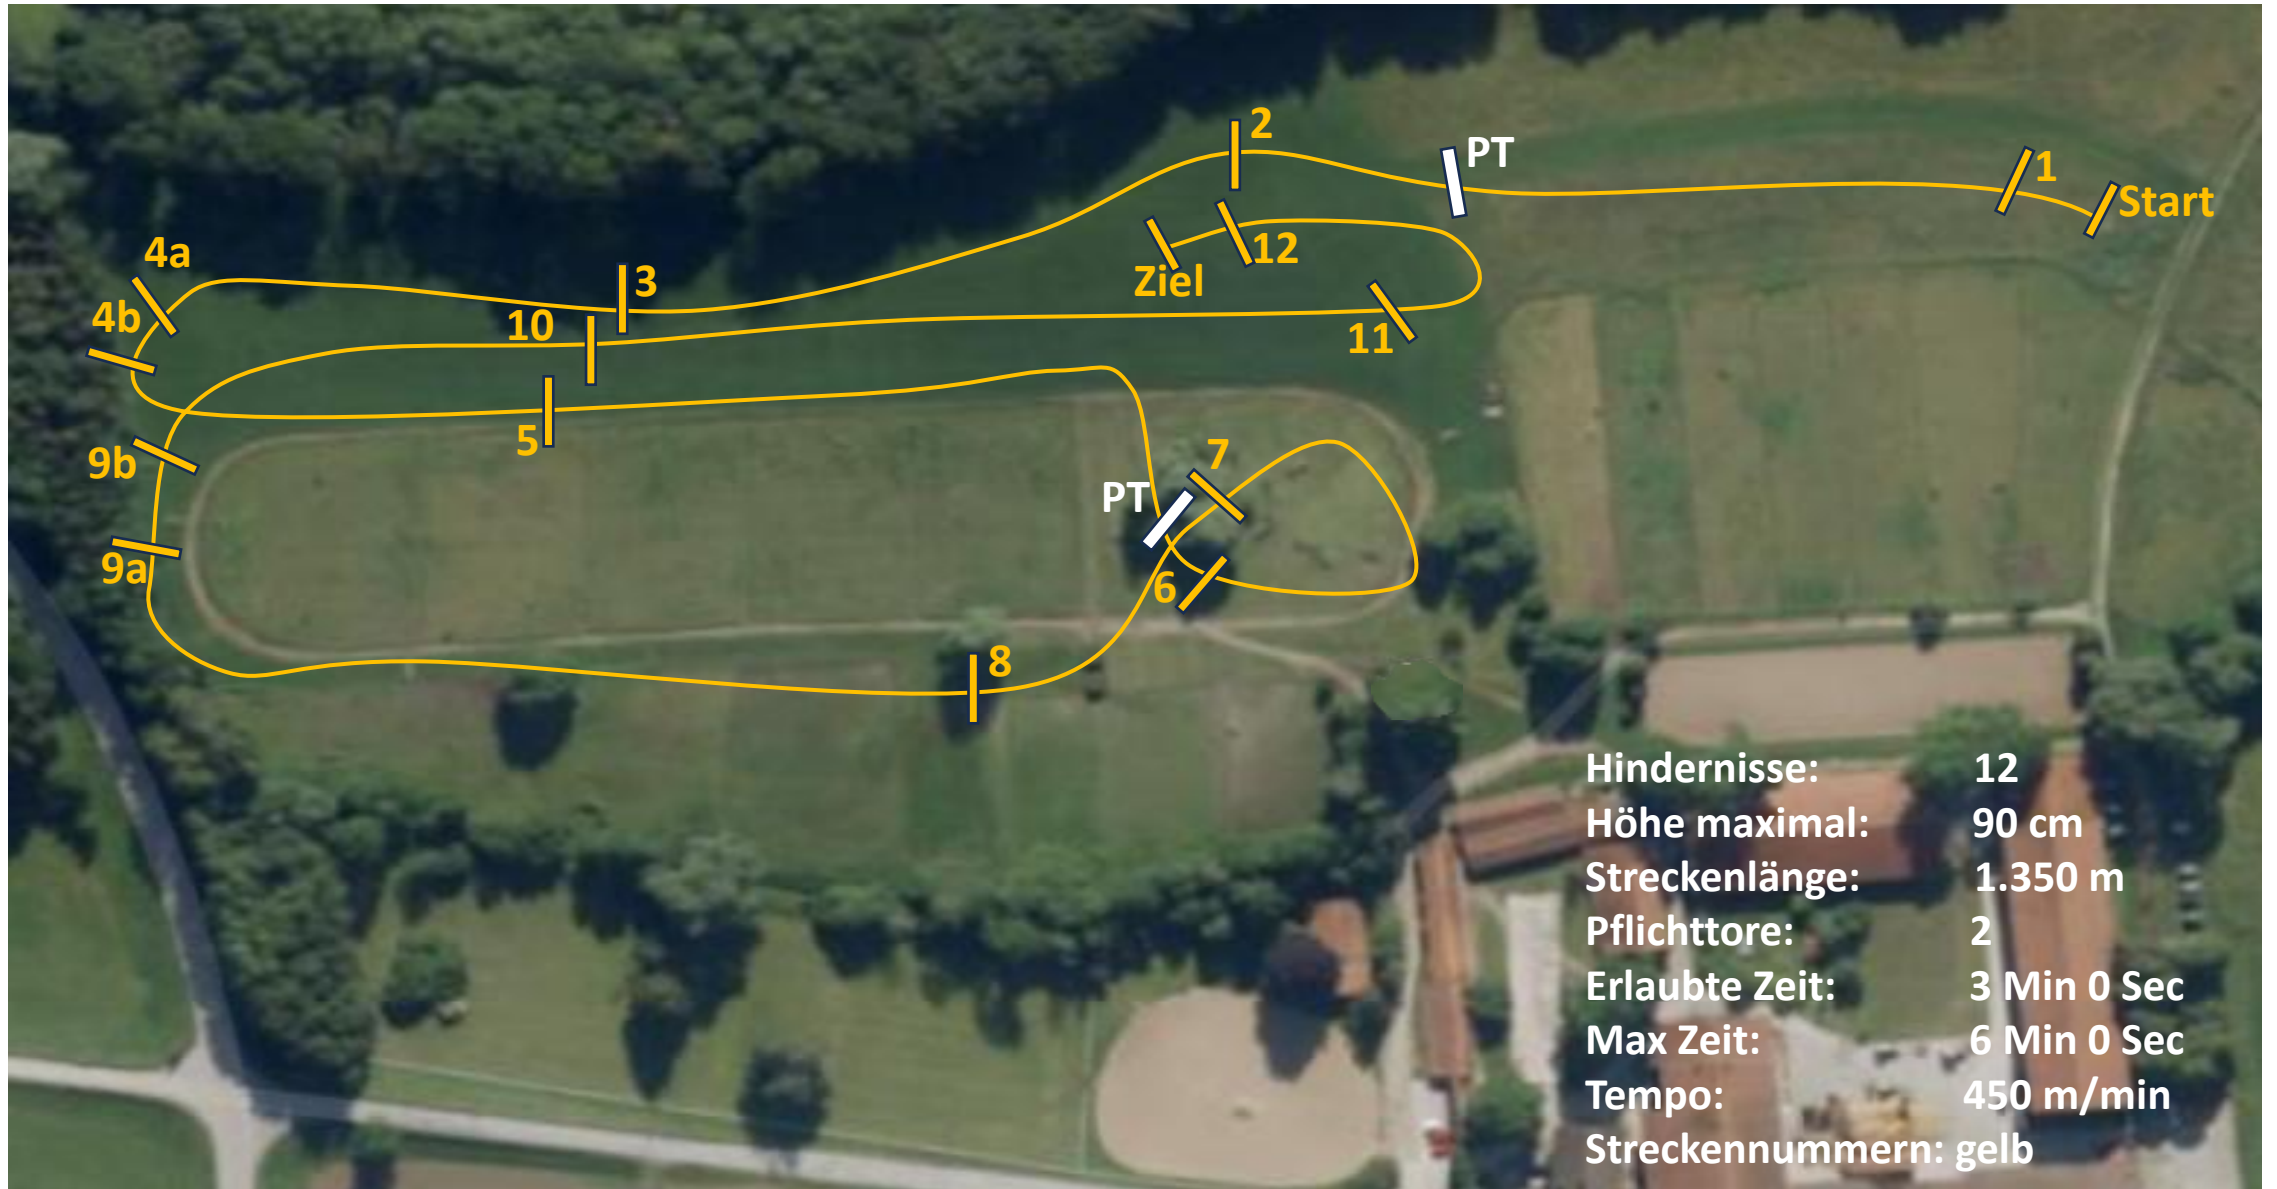 2
PT
1
Start
12
Ziel
4a
3
4b
10
11
5
7
9b
PT
9a
6
8
Hindernisse: 12
Höhe maximal: 90 cm
Streckenlänge: 1.350 m
Pflichttore: 2
Erlaubte Zeit: 3 Min 0 Sec
Max Zeit: 6 Min 0 Sec
Tempo: 450 m/min
Streckennummern: gelb